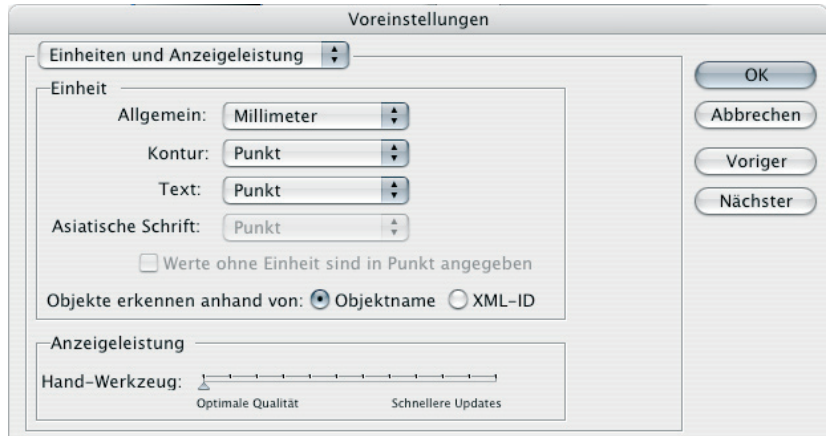 Voreinstellungen
Einheiten und Anzeigeleistung
Einheit
Allgemein: Millimeter
Kontur: Punkt
Text: Punkt
Asiatische Schrift: Punkt
Werte ohne Einheit sind in Punkt angegeben
Objekte erkennen anhand von: Objektname XML-ID
Anzeigeleistung
Hand-Werkzeug:
Optimale Qualität Schnellere Updates
OK
Abbrechen
Voriger
Nächster